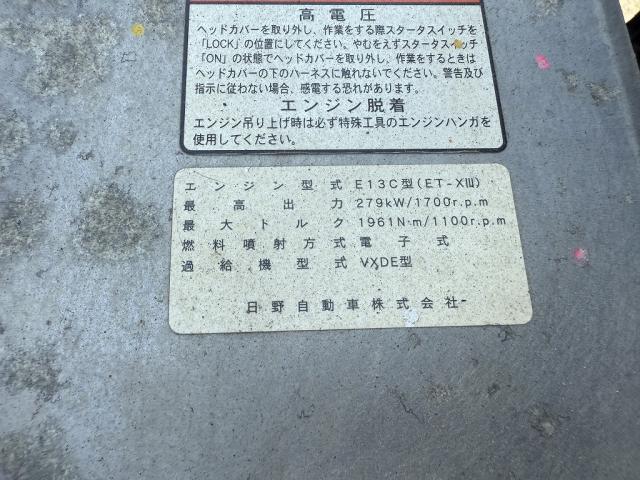 高電圧
ヘッドカバーを取り外し、作業をする際スタータスイッチを
「LOCK」の位置にしてください。やむをえずスタータスイッチ
「ON」の状態でヘッドカバーを取り外し、作業をするときは
ヘッドカバーの下のハーネスに触れないでください。警告及び
指示に従わない場合、感電する恐れがあります。
エンジン脱着
エンジン吊り上げ時は必ず特殊工具のエンジンハンガを
使用してください。
エンジン型式 E13C型(ET-XⅢ)
最高出力 279kW/1700r.p.m
最大トルク 1961N·m/1100r.p.m
燃料噴射方式 電子式
過給機型式 VXDE型
日野自動車株式会社